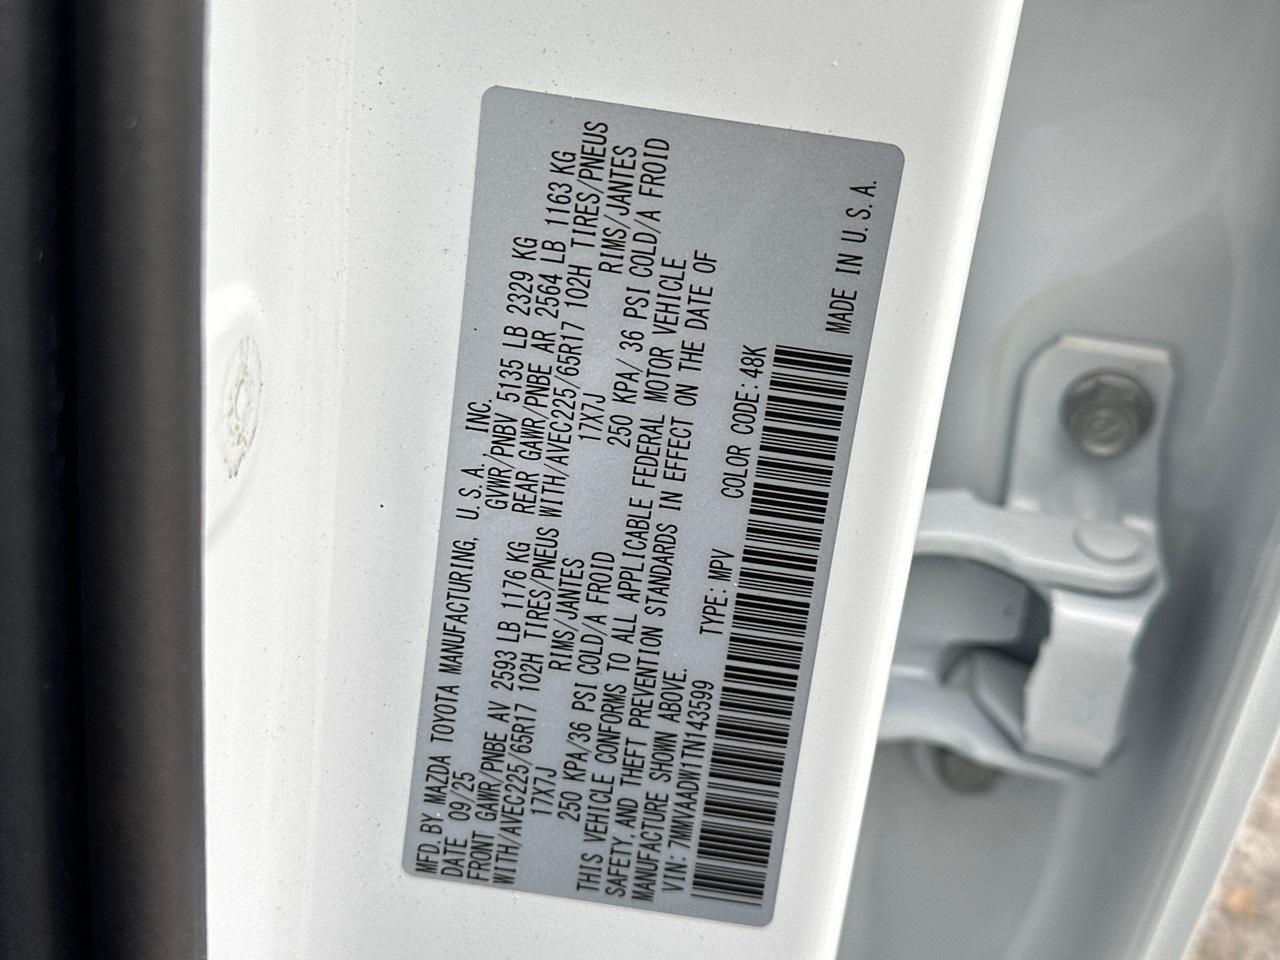 MFD. BY MAZDA TOYOTA MANUFACTURING, U.S.A. INC.
DATE 09/25 GVWR/PNBV 5135 LB 2329 KG
FRONT GAWR/PNBE AV 2593 LB 1176 KG REAR GAWR/PNBE AR 2564 LB 1163 KG
WITH/AVEC225/65R17 102H TIRES/PNEUS WITH/AVEC225/65R17 102H TIRES/PNEUS
17X7J RIMS/JANTES 17X7J RIMS/JANTES
250 KPA/36 PSI COLD/A FROID 250 KPA/ 36 PSI COLD/A FROID
THIS VEHICLE CONFORMS TO ALL APPLICABLE FEDERAL MOTOR VEHICLE
SAFETY, AND THEFT PREVENTION STANDARDS IN EFFECT ON THE DATE OF
MANUFACTURE SHOWN ABOVE.
VIN: 7MMVAADW1TN143599 TYPE: MPV COLOR CODE: 48K
MADE IN U.S.A.